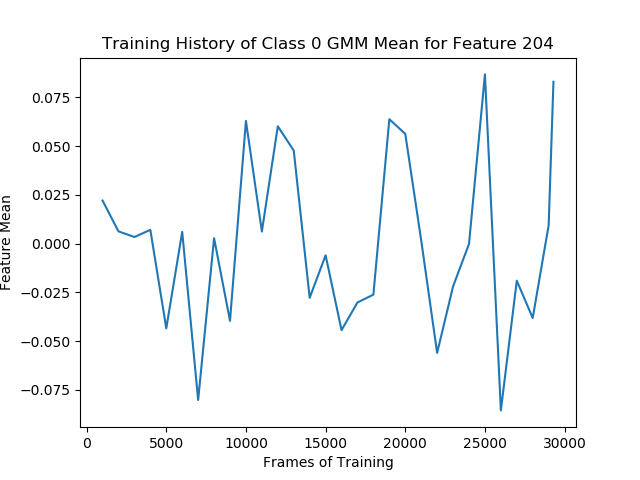 Training History of Class 0 GMM Mean for Feature 204
0.075
0.050
0.025
0.000
−0.025
−0.050
−0.075
Feature Mean
0 5000 10000 15000 20000 25000 30000
Frames of Training